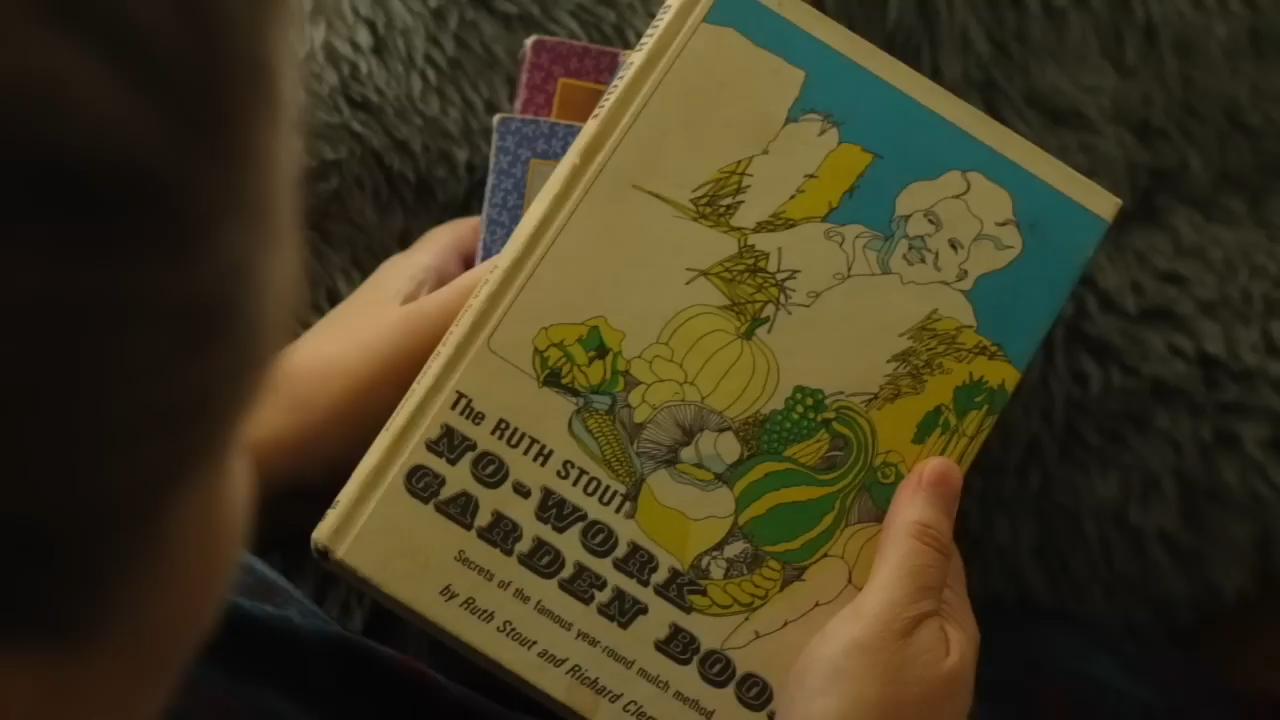 The RUTH STOUT
NO-WORK
GARDEN BOO
Secrets of the famous year-round mulch method
by Ruth Stout and Richard Cle